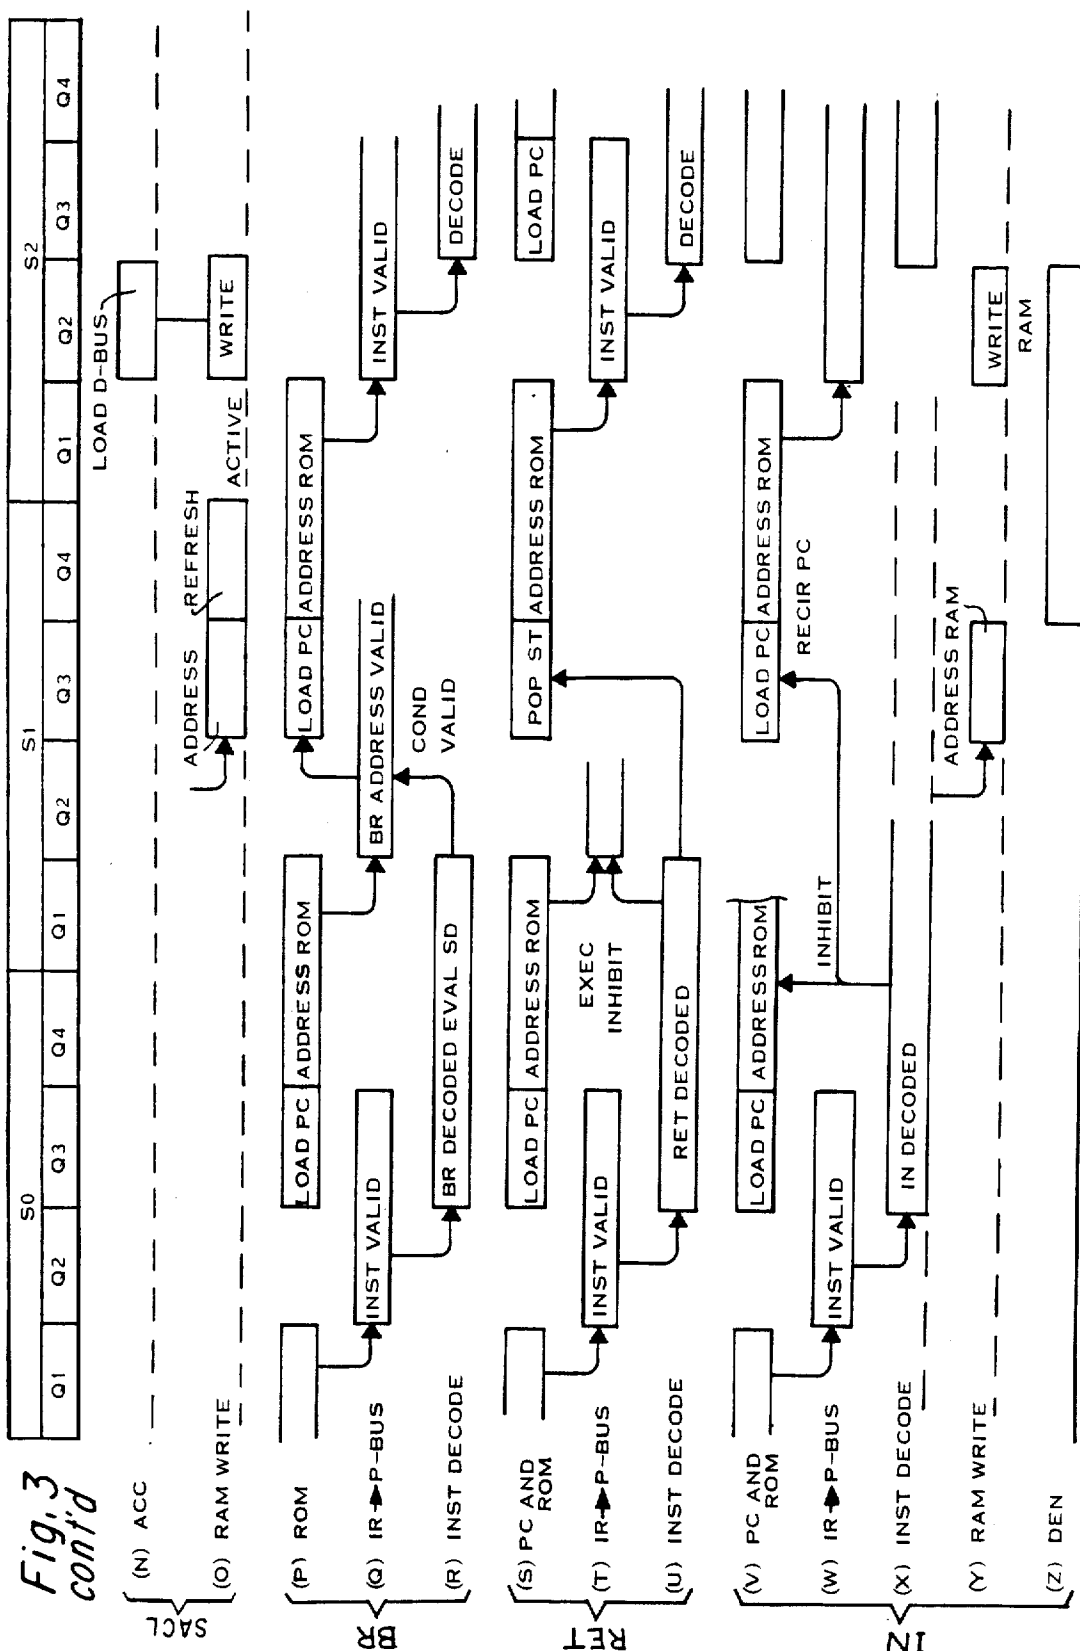 Fig. 3
cont'd
S0 S1 S2
Q1 Q2 Q3 Q4 Q1 Q2 Q3 Q4 Q1 Q2 Q3 Q4
SACL
(N) ACC
LOAD D-BUS
(O) RAM WRITE
ADDRESS
REFRESH
ACTIVE
WRITE
BR
(P) ROM
LOAD PC ADDRESS ROM
LOAD PC ADDRESS ROM
(Q) IR→P-BUS
INST VALID
BR ADDRESS VALID
INST VALID
COND
VALID
(R) INST DECODE
BR DECODED EVAL SD
DECODE
RET
(S) PC AND
ROM
LOAD PC ADDRESS ROM
POP ST ADDRESS ROM
LOAD PC
(T) IR→P-BUS
INST VALID
EXEC
INHIBIT
INST VALID
(U) INST DECODE
RET DECODED
DECODE
IN
(V) PC AND
ROM
LOAD PC ADDRESS ROM
LOAD PC ADDRESS ROM
RECIR PC
(W) IR→P-BUS
INST VALID
INHIBIT
(X) INST DECODE
IN DECODED
(Y) RAM WRITE
ADDRESS RAM
WRITE
RAM
(Z) DEN